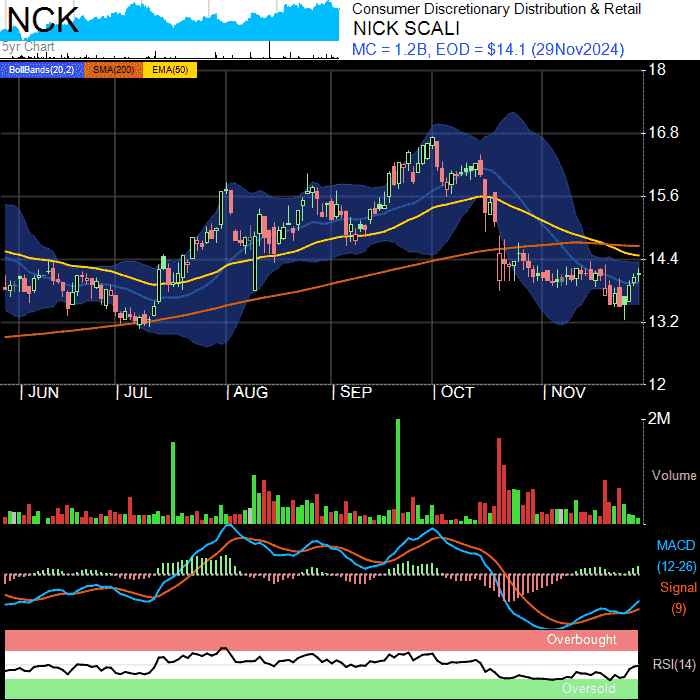 NCK
5yr Chart
Consumer Discretionary Distribution & Retail
NICK SCALI
MC = 1.2B, EOD = $14.1 (29Nov2024)
BollBands(20,2) SMA(200) EMA(50)
18
16.8
15.6
14.4
13.2
12
| JUN | JUL | AUG | SEP | OCT | NOV
2M
Volume
MACD
(12-26)
Signal
(9)
Overbought
RSI(14)
Oversold